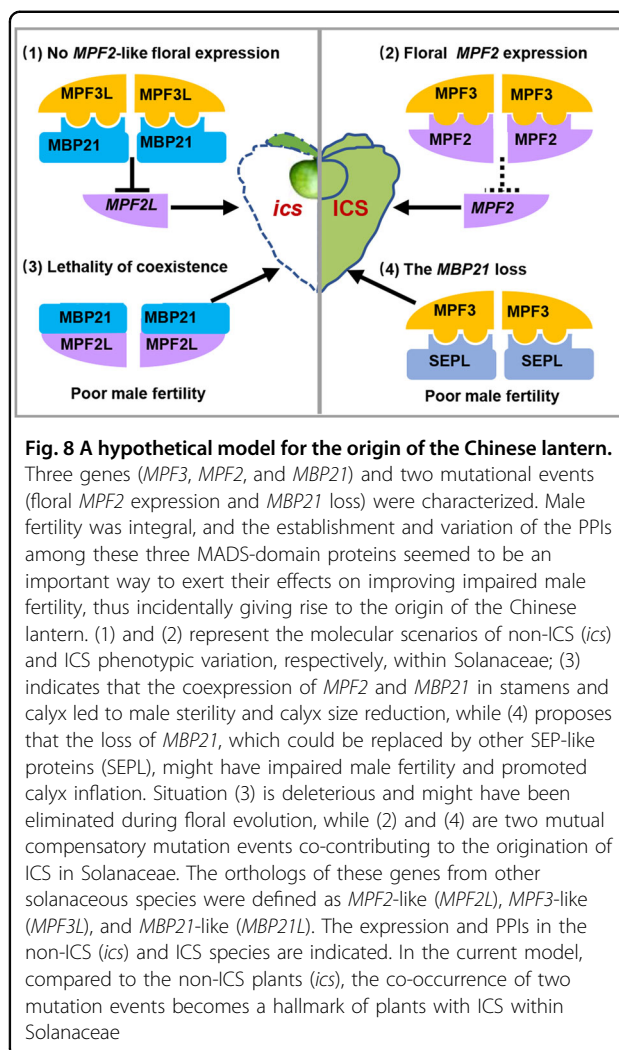 (1) No MPF2-like floral expression
MPF3L MPF3L
MBP21 MBP21
MPF2L
(2) Floral MPF2 expression
MPF3 MPF3
MPF2 MPF2
MPF2
ics ICS
(3) Lethality of coexistence
MBP21 MBP21
MPF2L MPF2L
Poor male fertility
(4) The MBP21 loss
MPF3 MPF3
SEPL SEPL
Poor male fertility
Fig. 8 A hypothetical model for the origin of the Chinese lantern.
Three genes (MPF3, MPF2, and MBP21) and two mutational events
(floral MPF2 expression and MBP21 loss) were characterized. Male
fertility was integral, and the establishment and variation of the PPIs
among these three MADS-domain proteins seemed to be an
important way to exert their effects on improving impaired male
fertility, thus incidentally giving rise to the origin of the Chinese
lantern. (1) and (2) represent the molecular scenarios of non-ICS (ics)
and ICS phenotypic variation, respectively, within Solanaceae; (3)
indicates that the coexpression of MPF2 and MBP21 in stamens and
calyx led to male sterility and calyx size reduction, while (4) proposes
that the loss of MBP21, which could be replaced by other SEP-like
proteins (SEPL), might have impaired male fertility and promoted
calyx inflation. Situation (3) is deleterious and might have been
eliminated during floral evolution, while (2) and (4) are two mutual
compensatory mutation events co-contributing to the origination of
ICS in Solanaceae. The orthologs of these genes from other
solanaceous species were defined as MPF2-like (MPF2L), MPF3-like
(MPF3L), and MBP21-like (MBP21L). The expression and PPIs in the
non-ICS (ics) and ICS species are indicated. In the current model,
compared to the non-ICS plants (ics), the co-occurrence of two
mutation events becomes a hallmark of plants with ICS within
Solanaceae